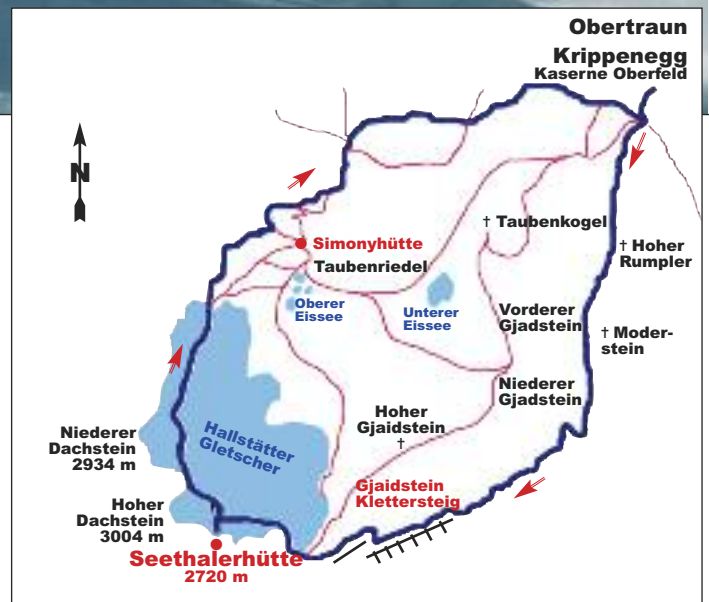 Obertraun
Krippenegg
Kaserne Oberfeld
N
† Taubenkogel
Simonyhütte
Taubenriedel
† Hoher
Rumpler
Oberer
Eissee
Unterer
Eissee
Vorderer
Gjadstein
† Moder-
stein
Niederer
Gjadstein
Hoher
Gjaidstein
†
Hallstätter
Gletscher
Niederer
Dachstein
2934 m
Gjaidstein
Klettersteig
Hoher
Dachstein
3004 m
Seethalerhütte
2720 m